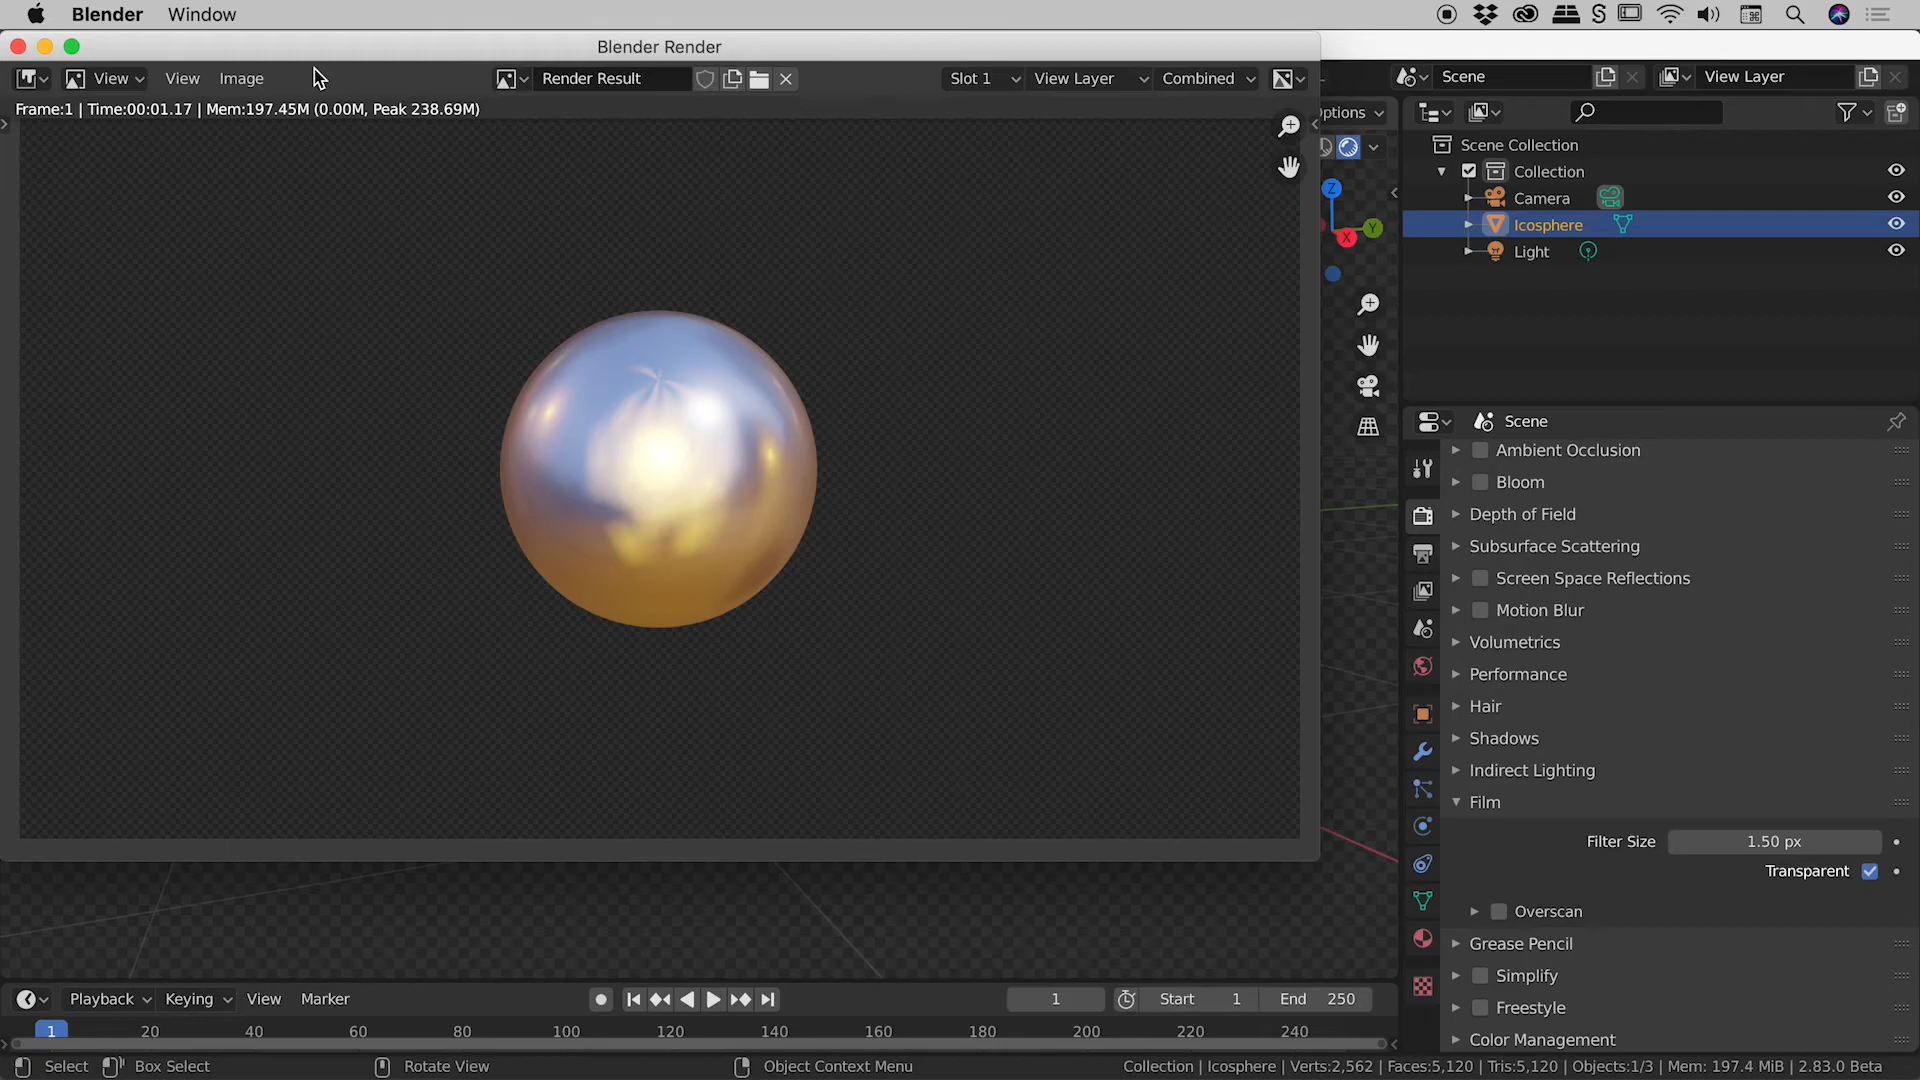 Blender Window
Blender Render
View View Image Render Result Slot 1 View Layer Combined
Scene View Layer
Frame:1 | Time:00:01.17 | Mem:197.45M (0.00M, Peak 238.69M)
ptions
Scene Collection
Collection
Camera
Icosphere
Light
Z
Y
X
Scene
Ambient Occlusion
Bloom
Depth of Field
Subsurface Scattering
Screen Space Reflections
Motion Blur
Volumetrics
Performance
Hair
Shadows
Indirect Lighting
Film
Filter Size 1.50 px
Transparent
Overscan
Grease Pencil
Simplify
Freestyle
Color Management
Playback Keying View Marker 1 Start 1 End 250
1 20 40 60 80 100 120 140 160 180 200 220 240
Select Box Select Rotate View Object Context Menu Collection | Icosphere | Verts:2,562 | Faces:5,120 | Tris:5,120 | Objects:1/3 | Mem: 197.4 MiB | 2.83.0 Beta